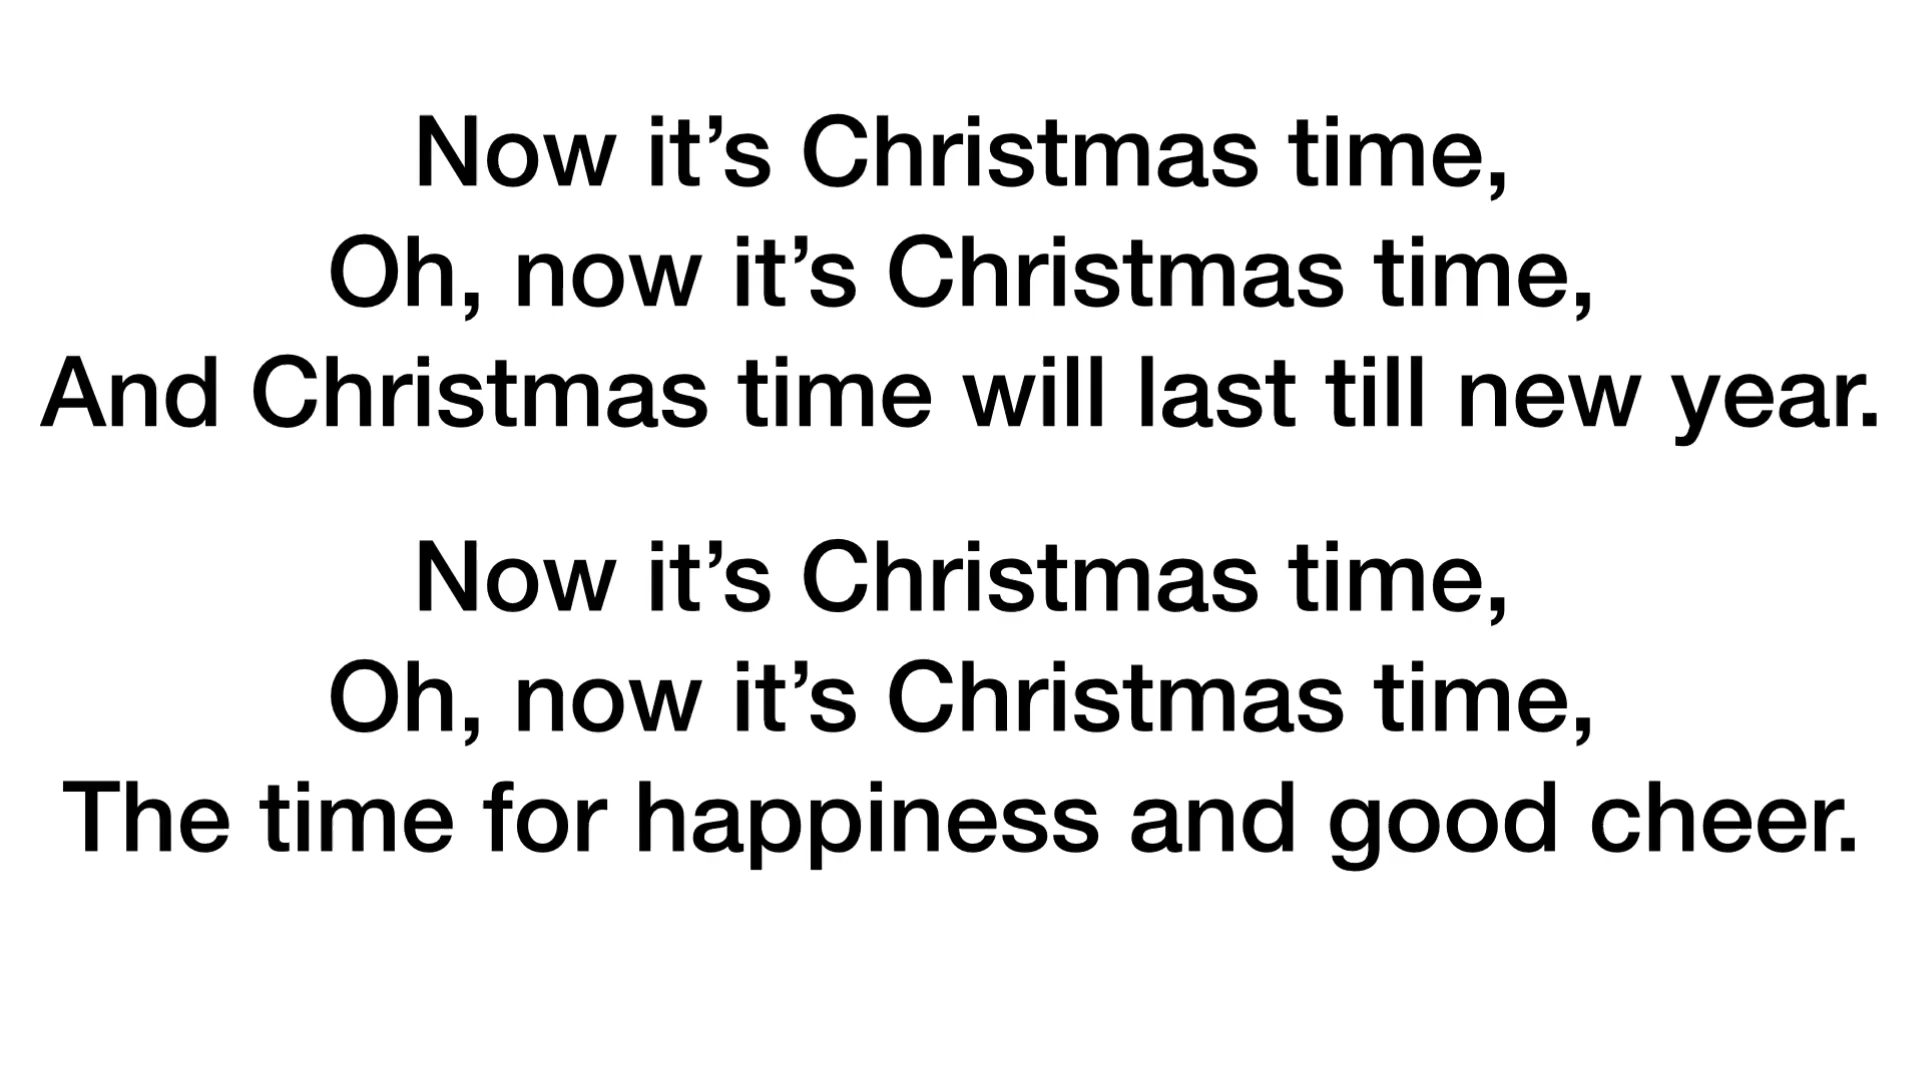 Now it’s Christmas time,
Oh, now it’s Christmas time,
And Christmas time will last till new year.
Now it’s Christmas time,
Oh, now it’s Christmas time,
The time for happiness and good cheer.